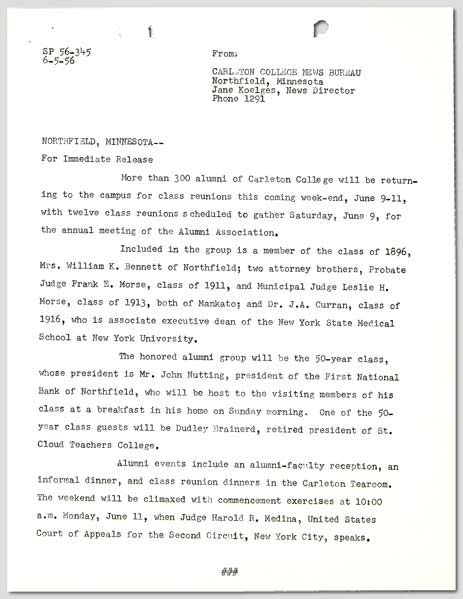 SP 56-345
6-5-56
From:
CARLETON COLLEGE NEWS BUREAU
Northfield, Minnesota
Jane Koelges, News Director
Phone 1291
NORTHFIELD, MINNESOTA--
For Immediate Release
More than 300 alumni of Carleton College will be return-
ing to the campus for class reunions this coming week-end, June 9-11,
with twelve class reunions scheduled to gather Saturday, June 9, for
the annual meeting of the Alumni Association.
Included in the group is a member of the class of 1896,
Mrs. William K. Bennett of Northfield; two attorney brothers, Probate
Judge Frank E. Morse, class of 1911, and Municipal Judge Leslie H.
Morse, class of 1913, both of Mankato; and Dr. J.A. Curran, class of
1916, who is associate executive dean of the New York State Medical
School at New York University.
The honored alumni group will be the 50-year class,
whose president is Mr. John Nutting, president of the First National
Bank of Northfield, who will be host to the visiting members of his
class at a breakfast in his home on Sunday morning. One of the 50-
year class guests will be Dudley Brainerd, retired president of St.
Cloud Teachers College.
Alumni events include an alumni-faculty reception, an
informal dinner, and class reunion dinners in the Carleton Tearoom.
The weekend will be climaxed with commencement exercises at 10:00
a.m. Monday, June 11, when Judge Harold R. Medina, United States
Court of Appeals for the Second Circuit, New York City, speaks.
###